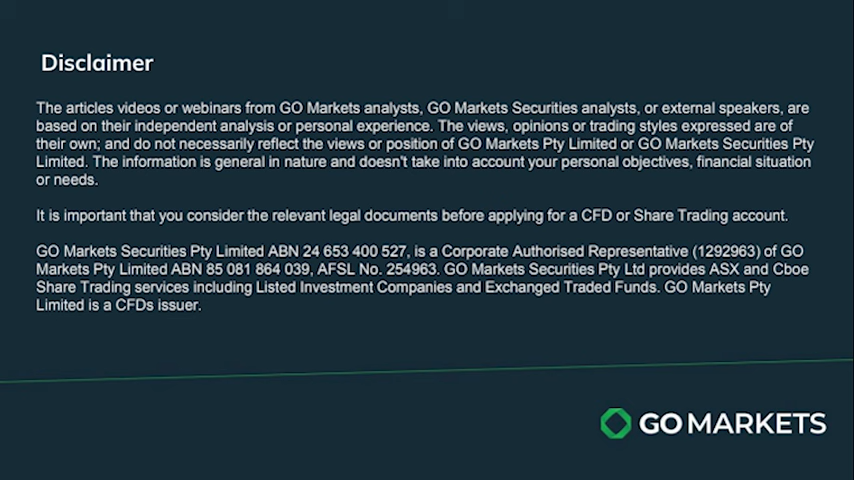 Disclaimer
The articles videos or webinars from GO Markets analysts, GO Markets Securities analysts, or external speakers, are
based on their independent analysis or personal experience. The views, opinions or trading styles expressed are of
their own; and do not necessarily reflect the views or position of GO Markets Pty Limited or GO Markets Securities Pty
Limited. The information is general in nature and doesn't take into account your personal objectives, financial situation
or needs.
It is important that you consider the relevant legal documents before applying for a CFD or Share Trading account.
GO Markets Securities Pty Limited ABN 24 653 400 527, is a Corporate Authorised Representative (1292963) of GO
Markets Pty Limited ABN 85 081 864 039, AFSL No. 254963. GO Markets Securities Pty Ltd provides ASX and Cboe
Share Trading services including Listed Investment Companies and Exchanged Traded Funds. GO Markets Pty
Limited is a CFDs issuer.
GO MARKETS